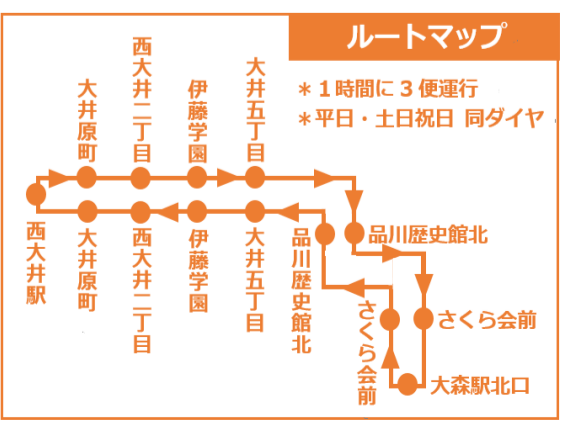 ルートマップ
＊１時間に３便運行
＊平日・土日祝日 同ダイヤ
大井原町
西大井二丁目
伊藤学園
大井五丁目
西大井駅
大井原町
西大井二丁目
伊藤学園
大井五丁目
品川歴史館北
品川歴史館北
さくら会前
さくら会前
大森駅北口